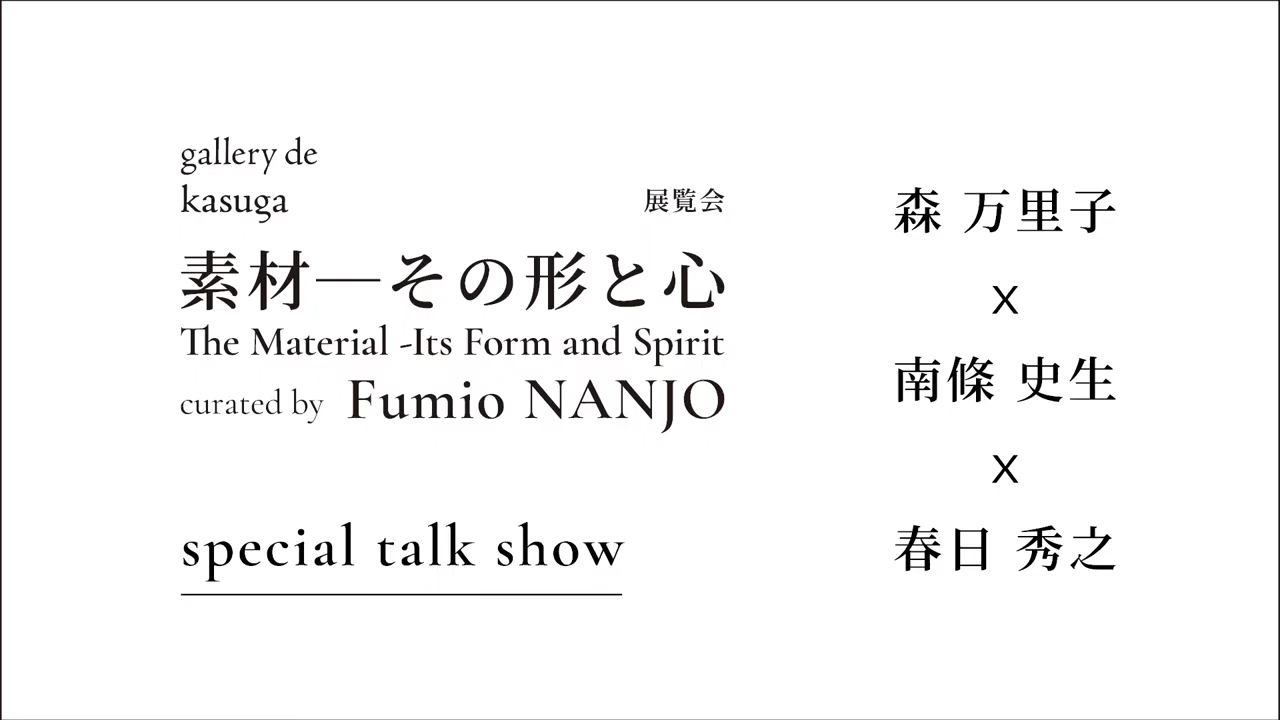 gallery de
kasuga
展覧会
素材―その形と心
The Material -Its Form and Spirit
curated by Fumio NANJO
special talk show
森 万里子
X
南條 史生
X
春日 秀之